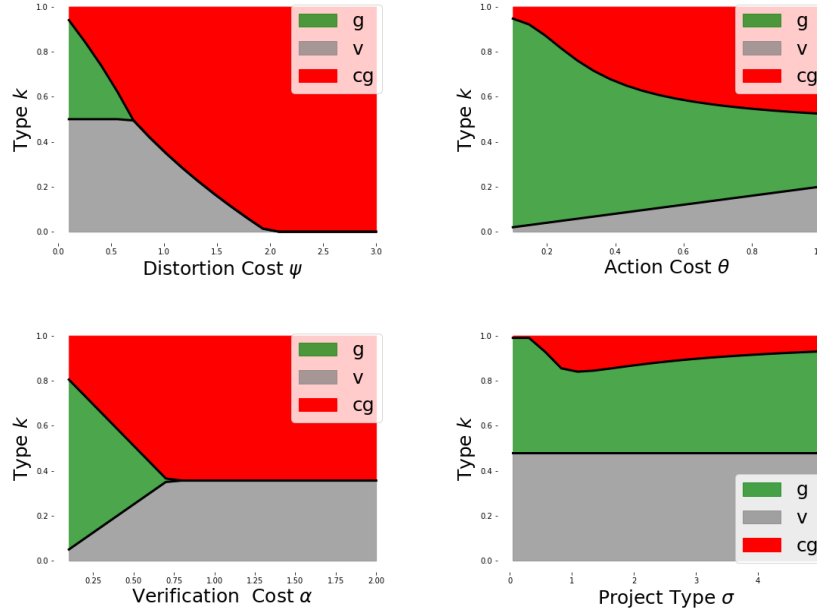 1.0
0.8
0.6
0.4
0.2
0.0
Type k
g
v
cg
0.0 0.5 1.0 1.5 2.0 2.5 3.0
Distortion Cost ψ
1.0
0.8
0.6
0.4
0.2
0.0
Type k
g
v
cg
0.2 0.4 0.6 0.8 1
Action Cost θ
1.0
0.8
0.6
0.4
0.2
0.0
Type k
g
v
cg
0.25 0.50 0.75 1.00 1.25 1.50 1.75 2.00
Verification Cost α
1.0
0.8
0.6
0.4
0.2
0.0
Type k
g
v
cg
0 1 2 3 4
Project Type σ